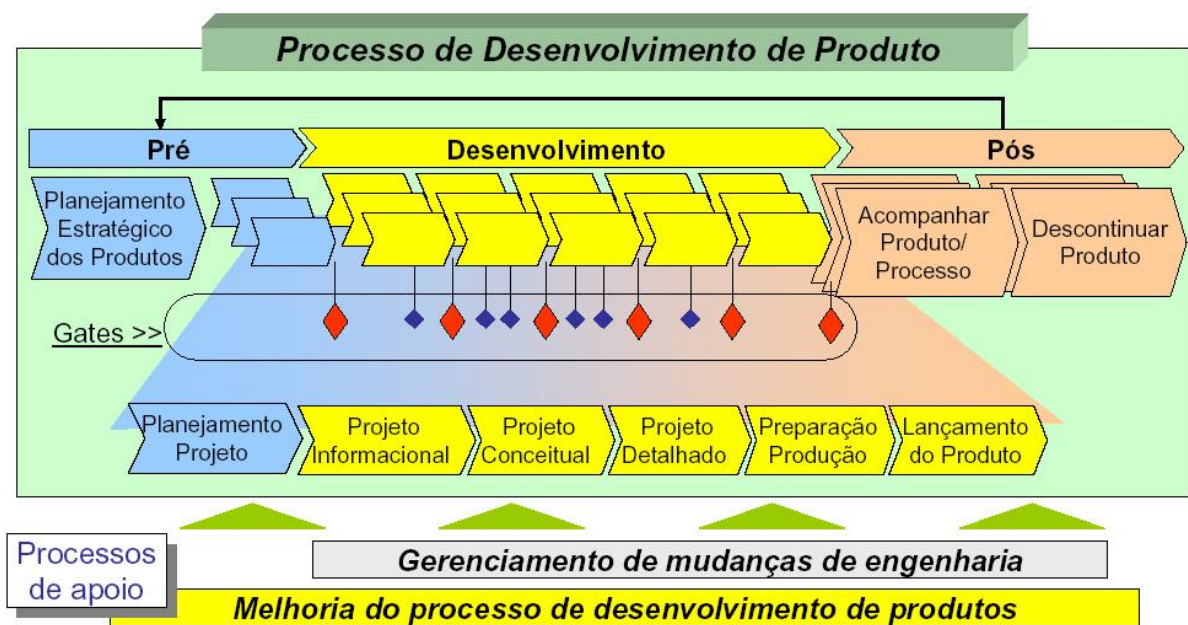 Processo de Desenvolvimento de Produto
Pré
Desenvolvimento
Pós
Planejamento
Estratégico
dos Produtos
Acompanhar
Produto/
Processo
Descontinuar
Produto
Gates >>
Planejamento
Projeto
Projeto
Informacional
Projeto
Conceitual
Projeto
Detalhado
Preparação
Produção
Lançamento
do Produto
Processos
de apoio
Gerenciamento de mudanças de engenharia
Melhoria do processo de desenvolvimento de produtos